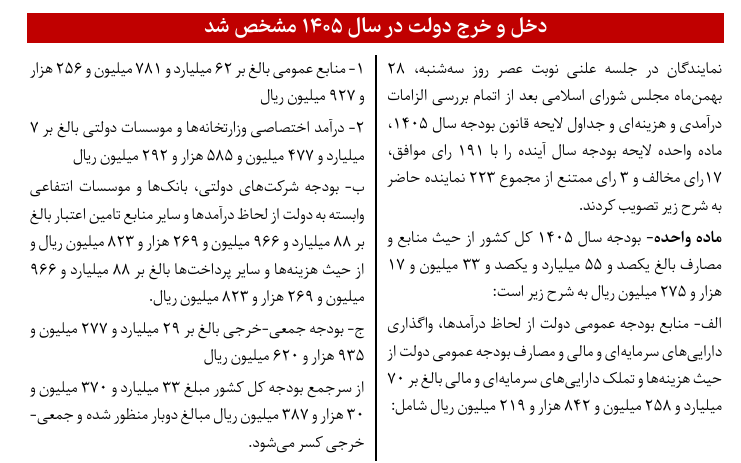 دخل و خرج دولت در سال ۱۴۰۵ مشخص شد
نمایندگان در جلسه علنی نوبت عصر روز سه‌شنبه، ۲۸
بهمن‌ماه مجلس شورای اسلامی بعد از اتمام بررسی الزامات
درآمدی و هزینه‌ای و جداول لایحه قانون بودجه سال ۱۴۰۵،
ماده واحده لایحه بودجه سال آینده را با ۱۹۱ رای موافق،
۱۷رای مخالف و ۳ رای ممتنع از مجموع ۲۲۳ نماینده حاضر
به شرح زیر تصویب کردند.
ماده واحده- بودجه سال ۱۴۰۵ کل کشور از حیث منابع و
مصارف بالغ یکصد و ۵۵ میلیارد و یکصد و ۳۳ میلیون و ۱۷
هزار و ۲۷۵ میلیون ریال به شرح زیر است:
الف- منابع بودجه عمومی دولت از لحاظ درآمدها، واگذاری
دارایی‌های سرمایه‌ای و مالی و مصارف بودجه عمومی دولت از
حیث هزینه‌ها و تملک دارایی‌های سرمایه‌ای و مالی بالغ بر ۷۰
میلیارد و ۲۵۸ میلیون و ۸۴۲ هزار و ۲۱۹ میلیون ریال شامل:
۱- منابع عمومی بالغ بر ۶۲ میلیارد و ۷۸۱ میلیون و ۲۵۶ هزار
و ۹۲۷ میلیون ریال
۲- درآمد اختصاصی وزارتخانه‌ها و موسسات دولتی بالغ بر ۷
میلیارد و ۴۷۷ میلیون و ۵۸۵ هزار و ۲۹۲ میلیون ریال
ب- بودجه شرکت‌های دولتی، بانک‌ها و موسسات انتفاعی
وابسته به دولت از لحاظ درآمدها و سایر منابع تامین اعتبار بالغ
بر ۸۸ میلیارد و ۹۶۶ میلیون و ۲۶۹ هزار و ۸۲۳ میلیون ریال و
از حیث هزینه‌ها و سایر پرداخت‌ها بالغ بر ۸۸ میلیارد و ۹۶۶
میلیون و ۲۶۹ هزار و ۸۲۳ میلیون ریال.
ج- بودجه جمعی-خرجی بالغ بر ۲۹ میلیارد و ۲۷۷ میلیون و
۹۳۵ هزار و ۶۲۰ میلیون ریال
از سرجمع بودجه کل کشور مبلغ ۳۳ میلیارد و ۳۷۰ میلیون و
۳۰ هزار و ۳۸۷ میلیون ریال مبالغ دوبار منظور شده و جمعی-
خرجی کسر می‌شود.